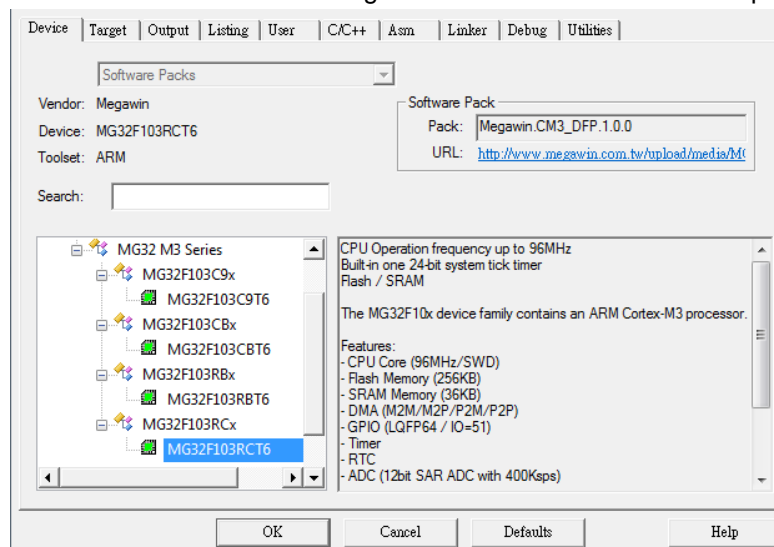 Device Target Output Listing User C/C++ Asm Linker Debug Utilities
Software Packs
Vendor: Megawin
Device: MG32F103RCT6
Toolset: ARM
Search:
Software Pack
Pack: Megawin.CM3_DFP.1.0.0
URL: http://www.megawin.com.tw/upload/media/M(
MG32 M3 Series
MG32F103C9x
MG32F103C9T6
MG32F103CBx
MG32F103CBT6
MG32F103RBx
MG32F103RBT6
MG32F103RCx
MG32F103RCT6
CPU Operation frequency up to 96MHz
Built-in one 24-bit system tick timer
Flash / SRAM
The MG32F10x device family contains an ARM Cortex-M3 processor.
Features:
- CPU Core (96MHz/SWD)
- Flash Memory (256KB)
- SRAM Memory (36KB)
- DMA (M2M/M2P/P2M/P2P)
- GPIO (LQFP64 / IO=51)
- Timer
- RTC
- ADC (12bit SAR ADC with 400Ksps)
OK Cancel Defaults Help